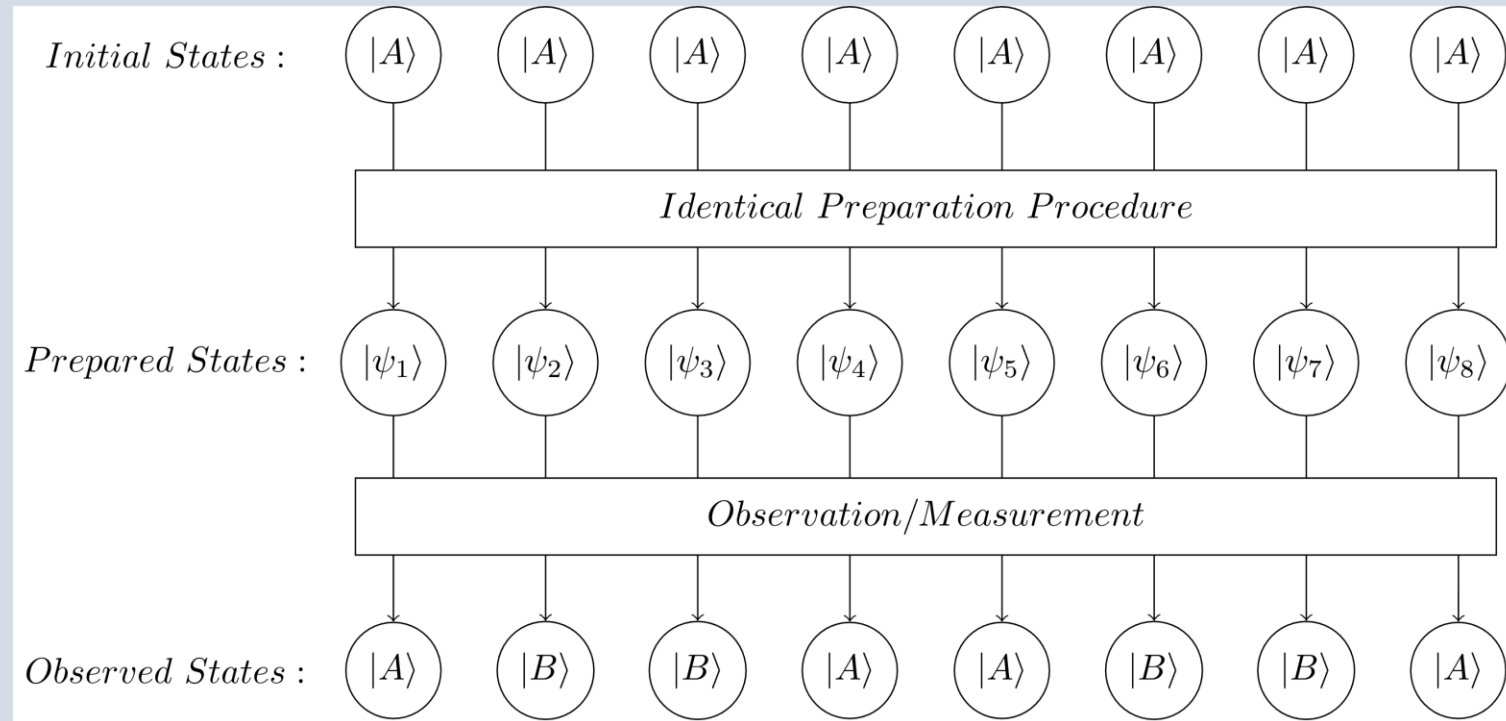 Initial States : |A⟩ |A⟩ |A⟩ |A⟩ |A⟩ |A⟩ |A⟩ |A⟩
Identical Preparation Procedure
Prepared States : |ψ₁⟩ |ψ₂⟩ |ψ₃⟩ |ψ₄⟩ |ψ₅⟩ |ψ₆⟩ |ψ₇⟩ |ψ₈⟩
Observation/Measurement
Observed States : |A⟩ |B⟩ |B⟩ |A⟩ |A⟩ |B⟩ |B⟩ |A⟩